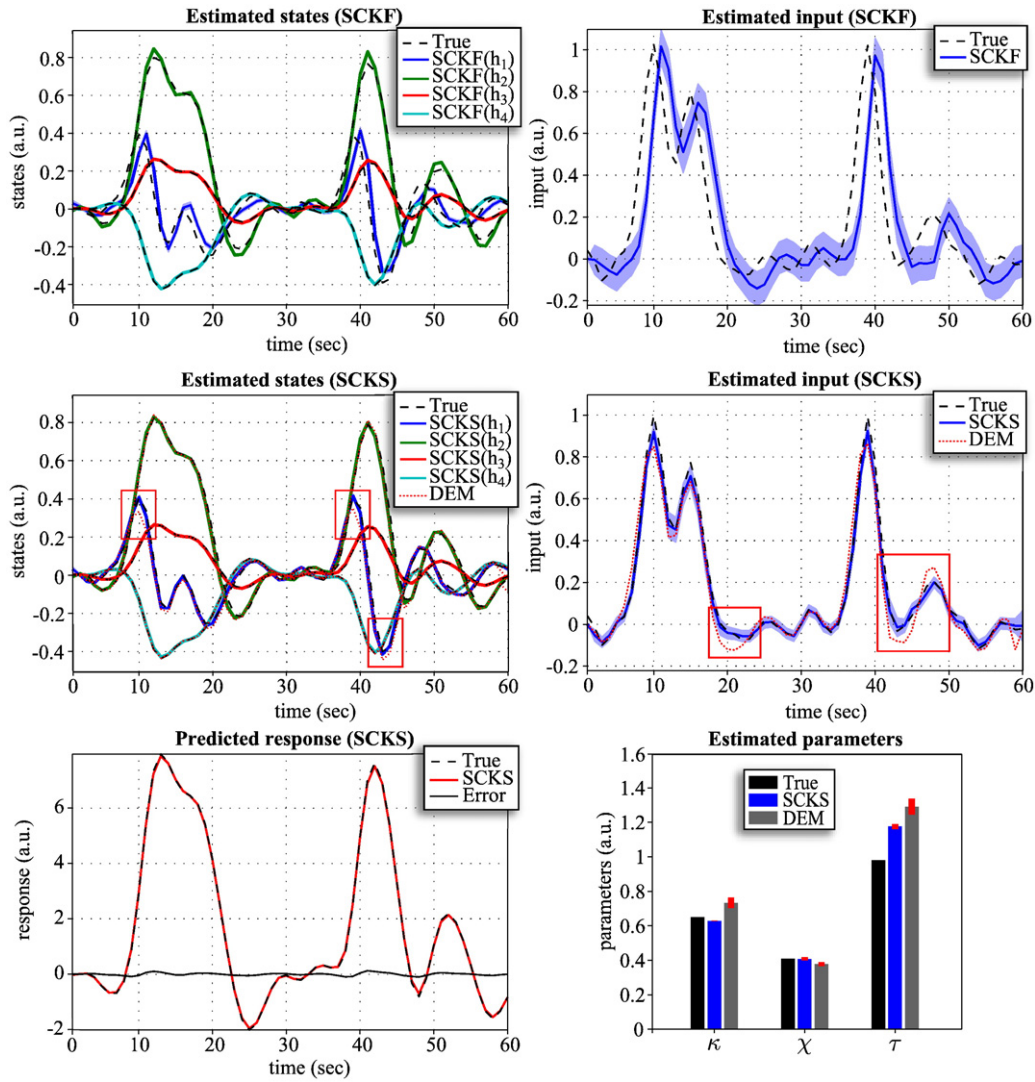 Estimated states (SCKF)
True
SCKF(h₁)
SCKF(h₂)
SCKF(h₃)
SCKF(h₄)
states (a.u.)
0.8
0.6
0.4
0.2
0
-0.2
-0.4
0 10 20 30 40 50 60
time (sec)
Estimated input (SCKF)
True
SCKF
input (a.u.)
1
0.8
0.6
0.4
0.2
0
-0.2
0 10 20 30 40 50 60
time (sec)
Estimated states (SCKS)
True
SCKS(h₁)
SCKS(h₂)
SCKS(h₃)
SCKS(h₄)
DEM
states (a.u.)
0.8
0.6
0.4
0.2
0
-0.2
-0.4
0 10 20 30 40 50 60
time (sec)
Estimated input (SCKS)
True
SCKS
DEM
input (a.u.)
1
0.8
0.6
0.4
0.2
0
-0.2
0 10 20 30 40 50 60
time (sec)
Predicted response (SCKS)
True
SCKS
Error
response (a.u.)
6
4
2
0
-2
0 10 20 30 40 50 60
time (sec)
Estimated parameters
True
SCKS
DEM
parameters (a.u.)
1.6
1.4
1.2
1
0.8
0.6
0.4
0.2
0
κ χ τ